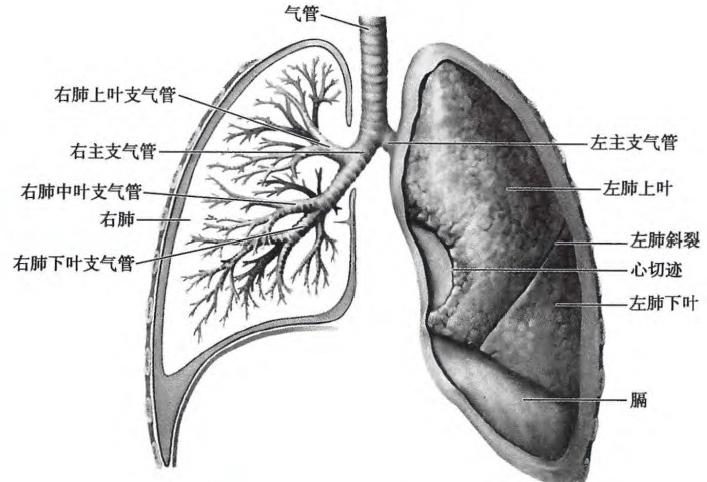 气管
右肺上叶支气管
右主支气管
右肺中叶支气管
右肺
右肺下叶支气管
左主支气管
左肺上叶
左肺斜裂
心切迹
左肺下叶
膈